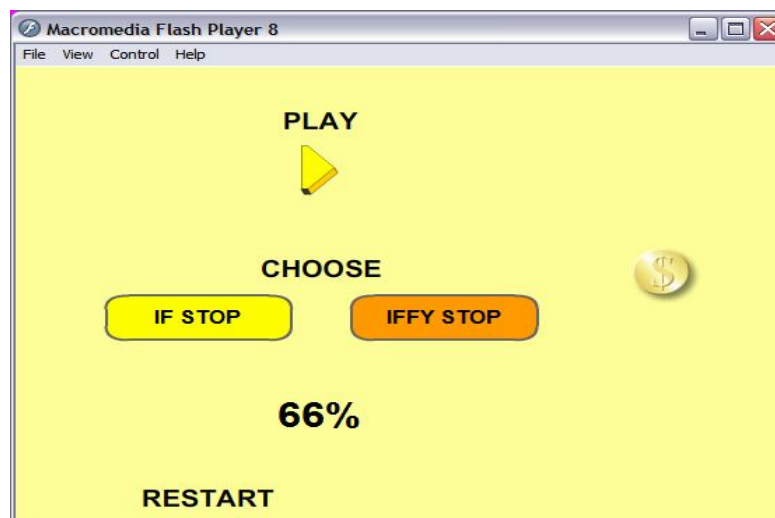 Macromedia Flash Player 8
File View Control Help
PLAY
CHOOSE
$
IF STOP IFFY STOP
66%
RESTART